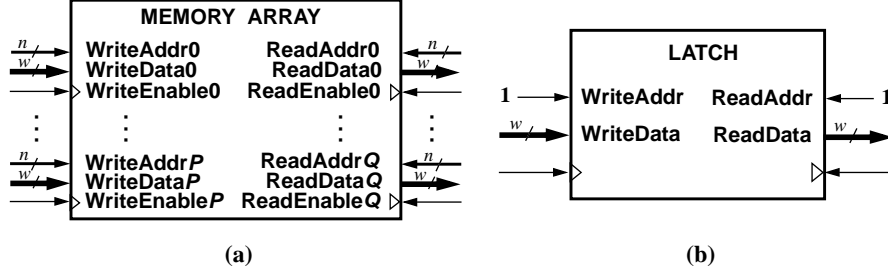 MEMORY ARRAY
n WriteAddr0 ReadAddr0 n
w WriteData0 ReadData0 w
WriteEnable0 ReadEnable0
n WriteAddrP ReadAddrQ n
w WriteDataP ReadDataQ w
WriteEnableP ReadEnableQ
(a)
LATCH
1 WriteAddr ReadAddr 1
w WriteData ReadData w
(b)